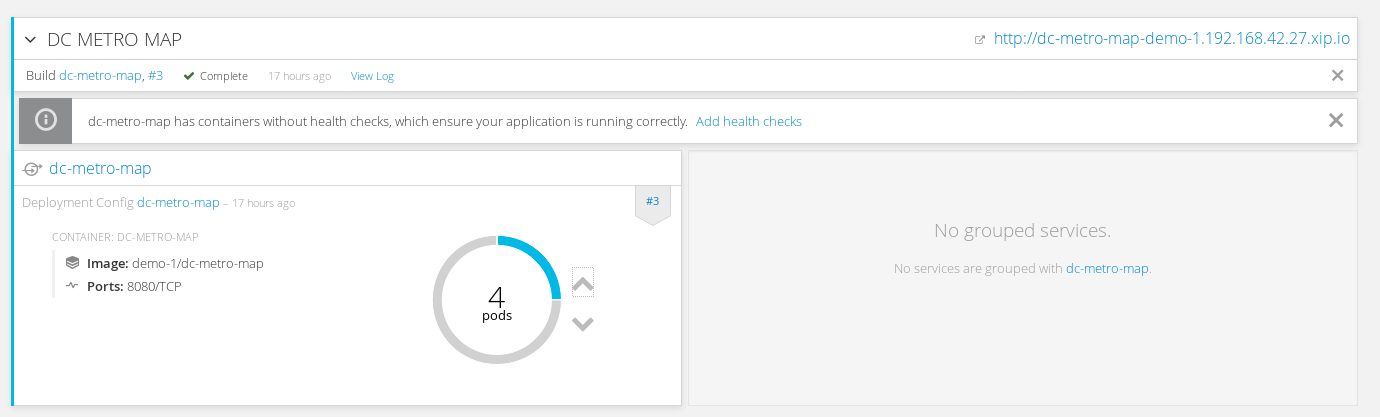 DC METRO MAP
http://dc-metro-map-demo-1.192.168.42.27.xip.io
Build dc-metro-map, #3 Complete 17 hours ago View Log
dc-metro-map has containers without health checks, which ensure your application is running correctly. Add health checks
dc-metro-map
Deployment Config dc-metro-map – 17 hours ago
#3
CONTAINER: DC-METRO-MAP
Image: demo-1/dc-metro-map
Ports: 8080/TCP
4
pods
No grouped services.
No services are grouped with dc-metro-map.